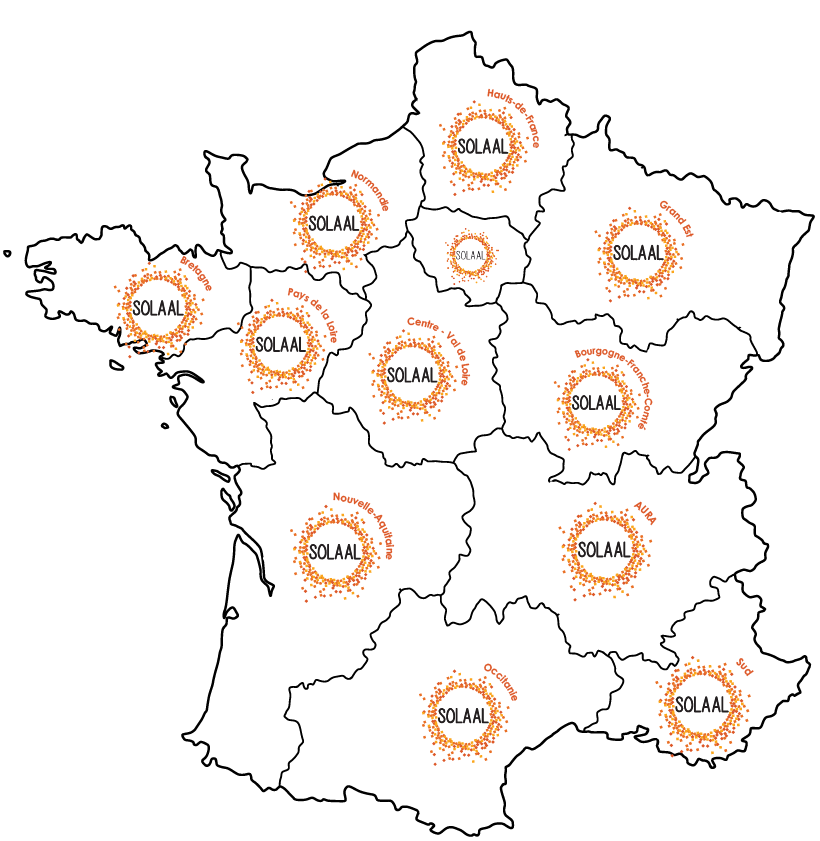 Hauts-de-France
SOLAAL
Normandie
SOLAAL
Grand Est
SOLAAL
SOLAAL
Bretagne
SOLAAL
Pays de la Loire
SOLAAL
Centre - Val de Loire
SOLAAL
Bourgogne-Franche-Comté
SOLAAL
Nouvelle-Aquitaine
SOLAAL
AURA
SOLAAL
Occitanie
SOLAAL
Sud
SOLAAL